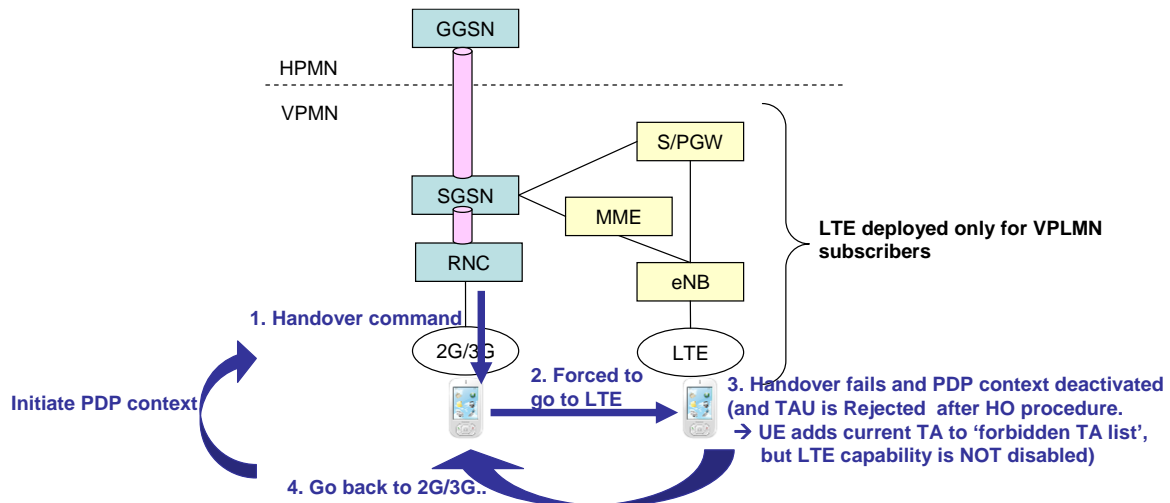 GGSN
HPMN
VPMN
S/PGW
SGSN
MME
LTE deployed only for VPLMN
subscribers
RNC
eNB
1. Handover command
2G/3G
LTE
2. Forced to
go to LTE
3. Handover fails and PDP context deactivated
(and TAU is Rejected after HO procedure.
→ UE adds current TA to ‘forbidden TA list’,
but LTE capability is NOT disabled)
Initiate PDP context
4. Go back to 2G/3G..